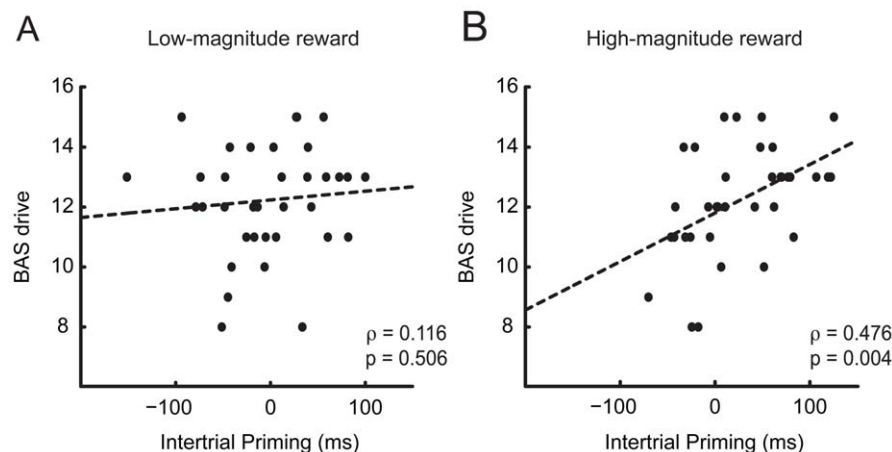 A
Low-magnitude reward
16
14
12
10
8
BAS drive
−100
0
100
Intertrial Priming (ms)
ρ = 0.116
p = 0.506
B
High-magnitude reward
16
14
12
10
8
BAS drive
−100
0
100
Intertrial Priming (ms)
ρ = 0.476
p = 0.004